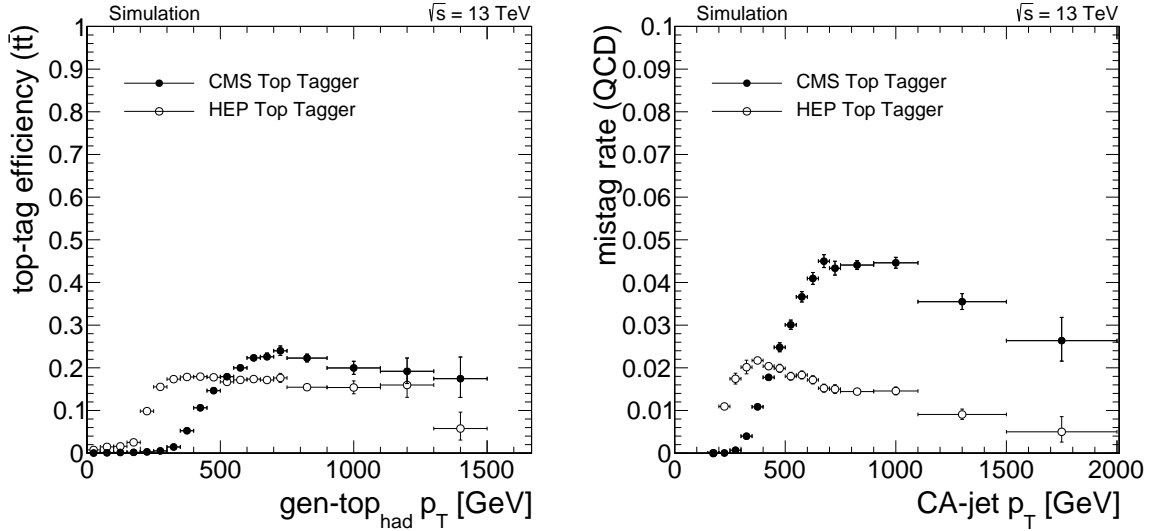 Simulation √s = 13 TeV
top-tag efficiency (tt̄)
CMS Top Tagger
HEP Top Tagger
1
0.9
0.8
0.7
0.6
0.5
0.4
0.3
0.2
0.1
0
0 500 1000 1500
gen-top_had p_T [GeV]
Simulation √s = 13 TeV
mistag rate (QCD)
CMS Top Tagger
HEP Top Tagger
0.1
0.09
0.08
0.07
0.06
0.05
0.04
0.03
0.02
0.01
0
0 500 1000 1500 2000
CA-jet p_T [GeV]